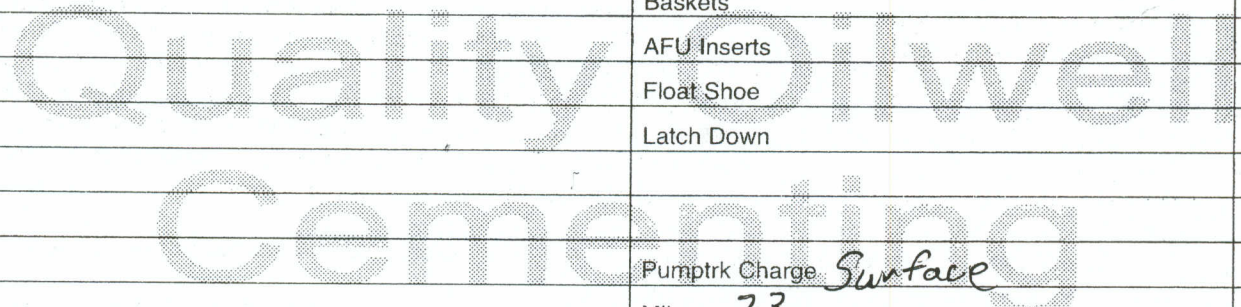 Baskets
Quality Oilwell
AFU Inserts
Float Shoe
Latch Down
Cementing
Pumptrk Charge Surface